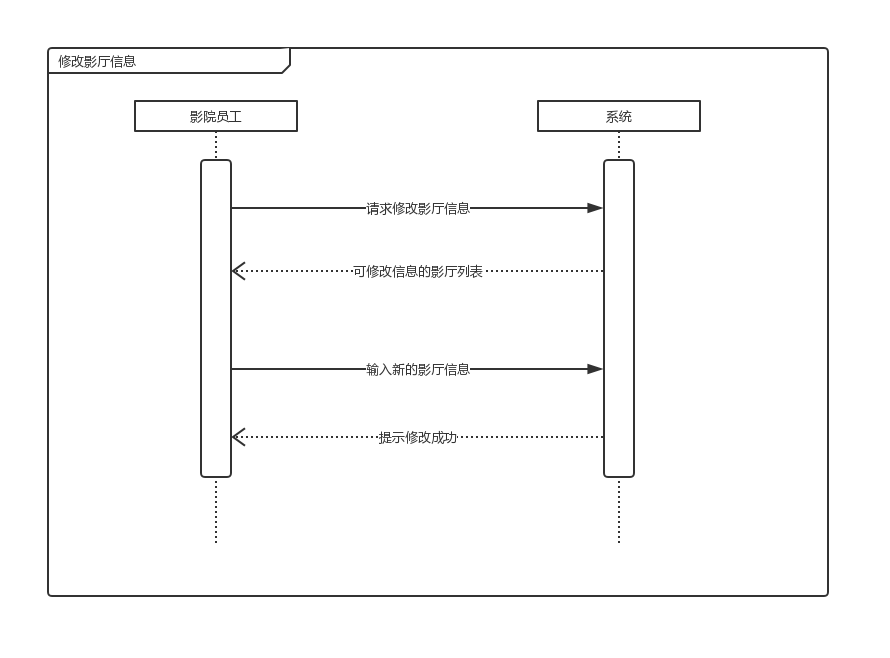 修改影厅信息
影院员工
系统
请求修改影厅信息
可修改信息的影厅列表
输入新的影厅信息
提示修改成功